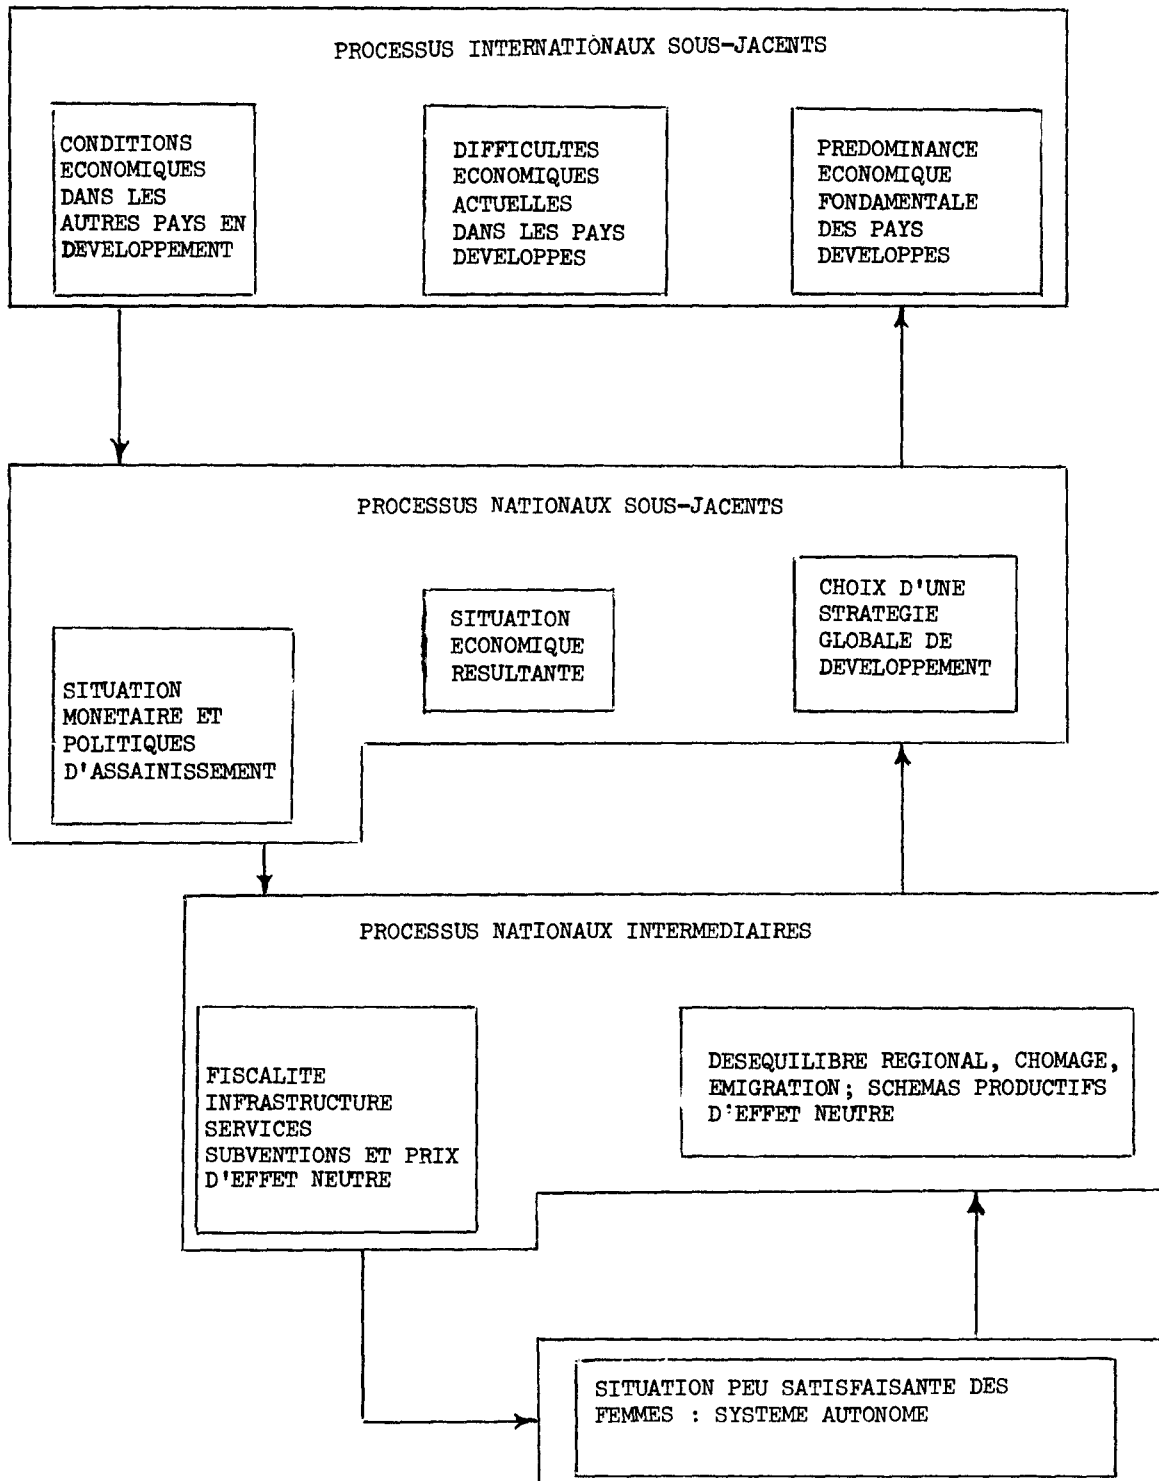 PROCESSUS INTERNATIONAUX SOUS-JACENTS
CONDITIONS
ECONOMIQUES
DANS LES
AUTRES PAYS EN
DEVELOPPEMENT
DIFFICULTES
ECONOMIQUES
ACTUELLES
DANS LES PAYS
DEVELOPPES
PREDOMINANCE
ECONOMIQUE
FONDAMENTALE
DES PAYS
DEVELOPPES
PROCESSUS NATIONAUX SOUS-JACENTS
SITUATION
MONETAIRE ET
POLITIQUES
D'ASSAINISSEMENT
SITUATION
ECONOMIQUE
RESULTANTE
CHOIX D'UNE
STRATEGIE
GLOBALE DE
DEVELOPPEMENT
PROCESSUS NATIONAUX INTERMEDIAIRES
FISCALITE
INFRASTRUCTURE
SERVICES
SUBVENTIONS ET PRIX
D'EFFET NEUTRE
DESEQUILIBRE REGIONAL, CHOMAGE,
EMIGRATION; SCHEMAS PRODUCTIFS
D'EFFET NEUTRE
SITUATION PEU SATISFAISANTE DES
FEMMES : SYSTEME AUTONOME